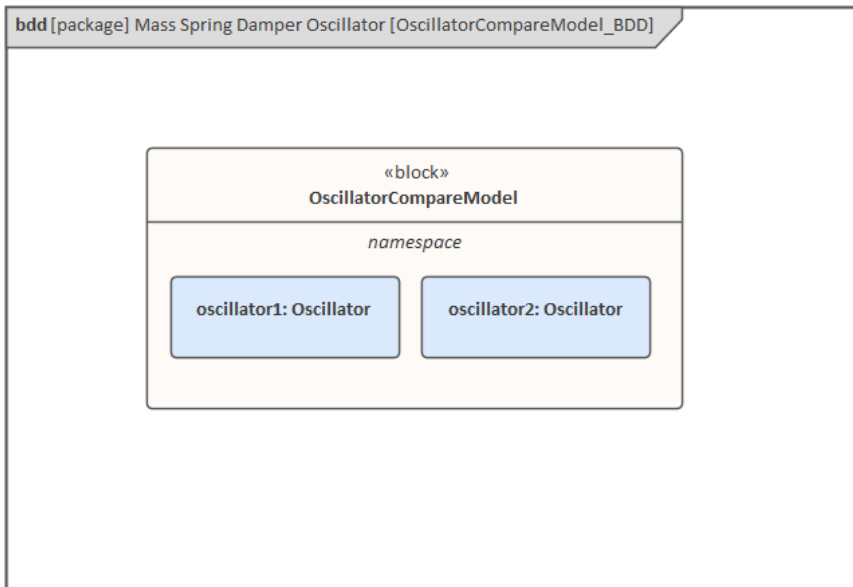 bdd [package] Mass Spring Damper Oscillator [OscillatorCompareModel_BDD]
«block»
OscillatorCompareModel
namespace
oscillator1: Oscillator
oscillator2: Oscillator